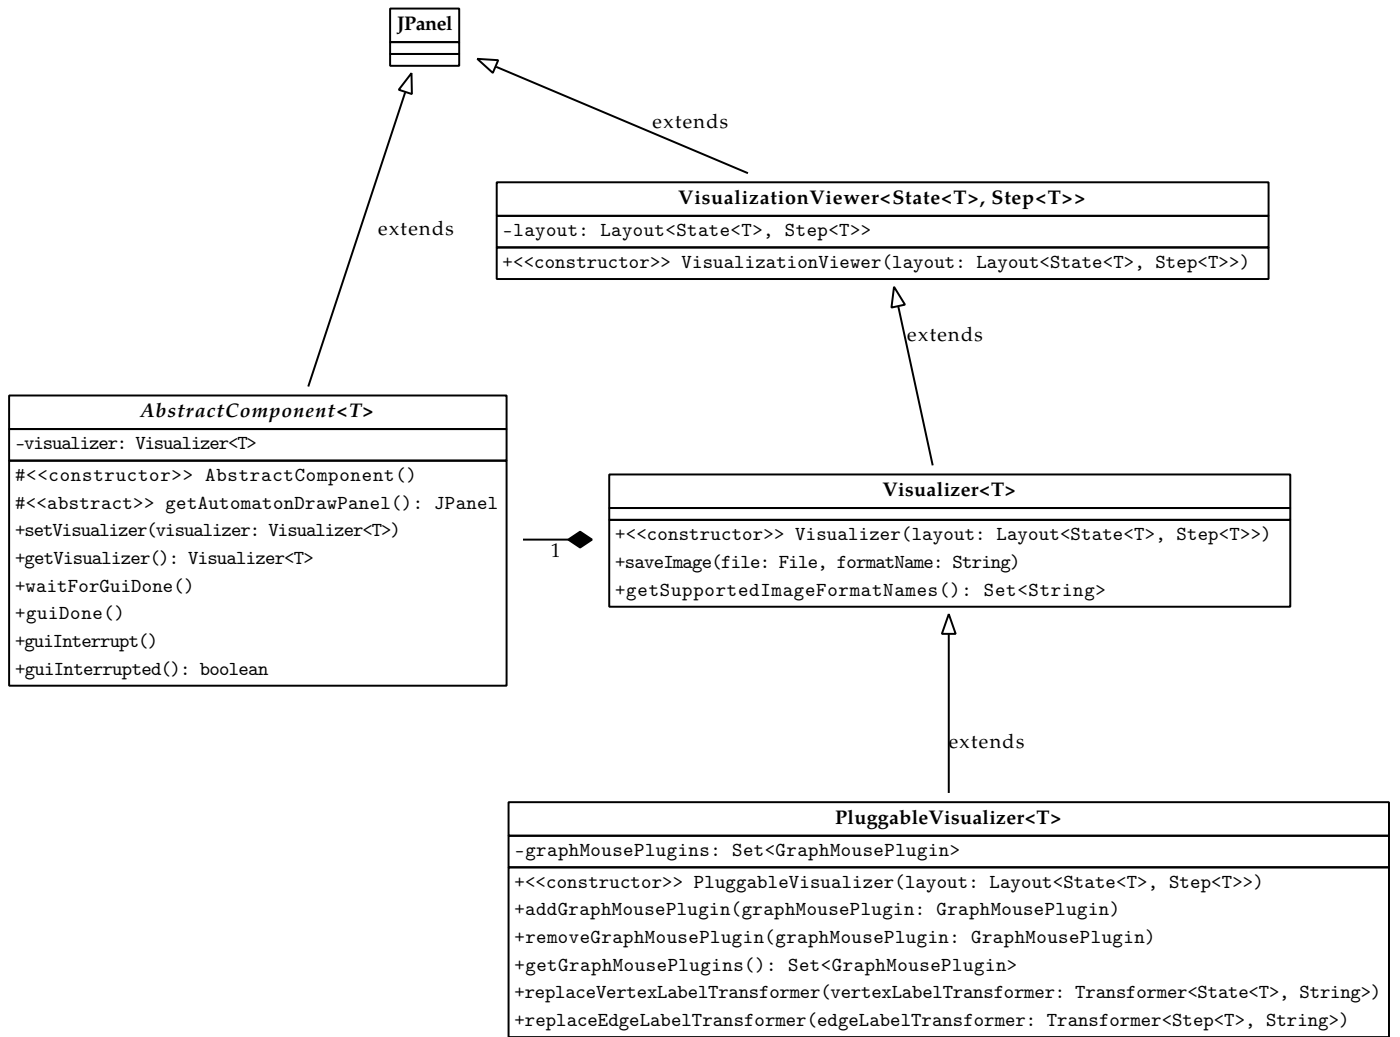 JPanel
extends
VisualizationViewer<State<T>, Step<T>>
-layout: Layout<State<T>, Step<T>>
+<<constructor>> VisualizationViewer(layout: Layout<State<T>, Step<T>>)
extends
extends
AbstractComponent<T>
-visualizer: Visualizer<T>
#<<constructor>> AbstractComponent()
#<<abstract>> getAutomatonDrawPanel(): JPanel
+setVisualizer(visualizer: Visualizer<T>)
+getVisualizer(): Visualizer<T>
+waitForGuiDone()
+guiDone()
+guiInterrupt()
+guiInterrupted(): boolean
1
Visualizer<T>
+<<constructor>> Visualizer(layout: Layout<State<T>, Step<T>>)
+saveImage(file: File, formatName: String)
+getSupportedImageFormatNames(): Set<String>
extends
PluggableVisualizer<T>
-graphMousePlugins: Set<GraphMousePlugin>
+<<constructor>> PluggableVisualizer(layout: Layout<State<T>, Step<T>>)
+addGraphMousePlugin(graphMousePlugin: GraphMousePlugin)
+removeGraphMousePlugin(graphMousePlugin: GraphMousePlugin)
+getGraphMousePlugins(): Set<GraphMousePlugin>
+replaceVertexLabelTransformer(vertexLabelTransformer: Transformer<State<T>, String>)
+replaceEdgeLabelTransformer(edgeLabelTransformer: Transformer<Step<T>, String>)